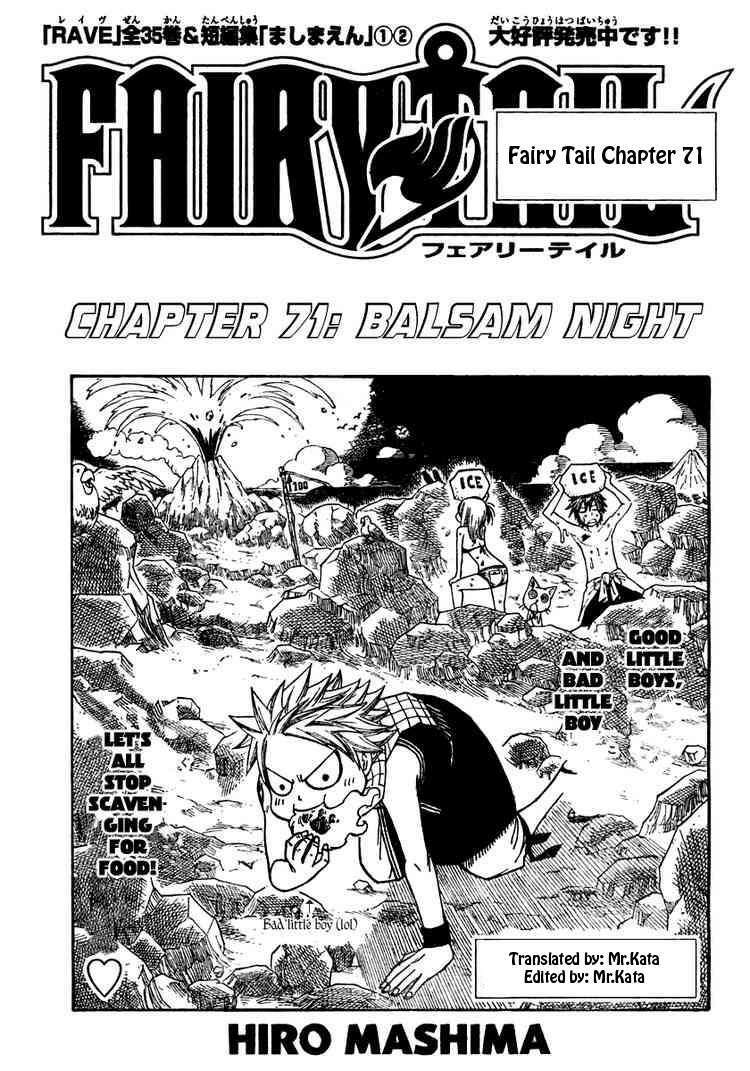 「RAVE」全35巻&短編集「ましまえん」①② 大好評発売中です!!
レイヴ ぜん かん たんぺんしゅう だいこうひょうはつばいちゅう
FAIRY TAIL
Fairy Tail Chapter 71
フェアリーテイル
CHAPTER 71: BALSAM NIGHT
100
ICE
ICE
GOOD
LITTLE
BOYS,
AND
BAD
LITTLE
BOY
LET'S
ALL
STOP
SCAVEN-
GING
FOR
FOOD!
Bad little boy (lol)
Translated by: Mr.Kata
Edited by: Mr.Kata
HIRO MASHIMA